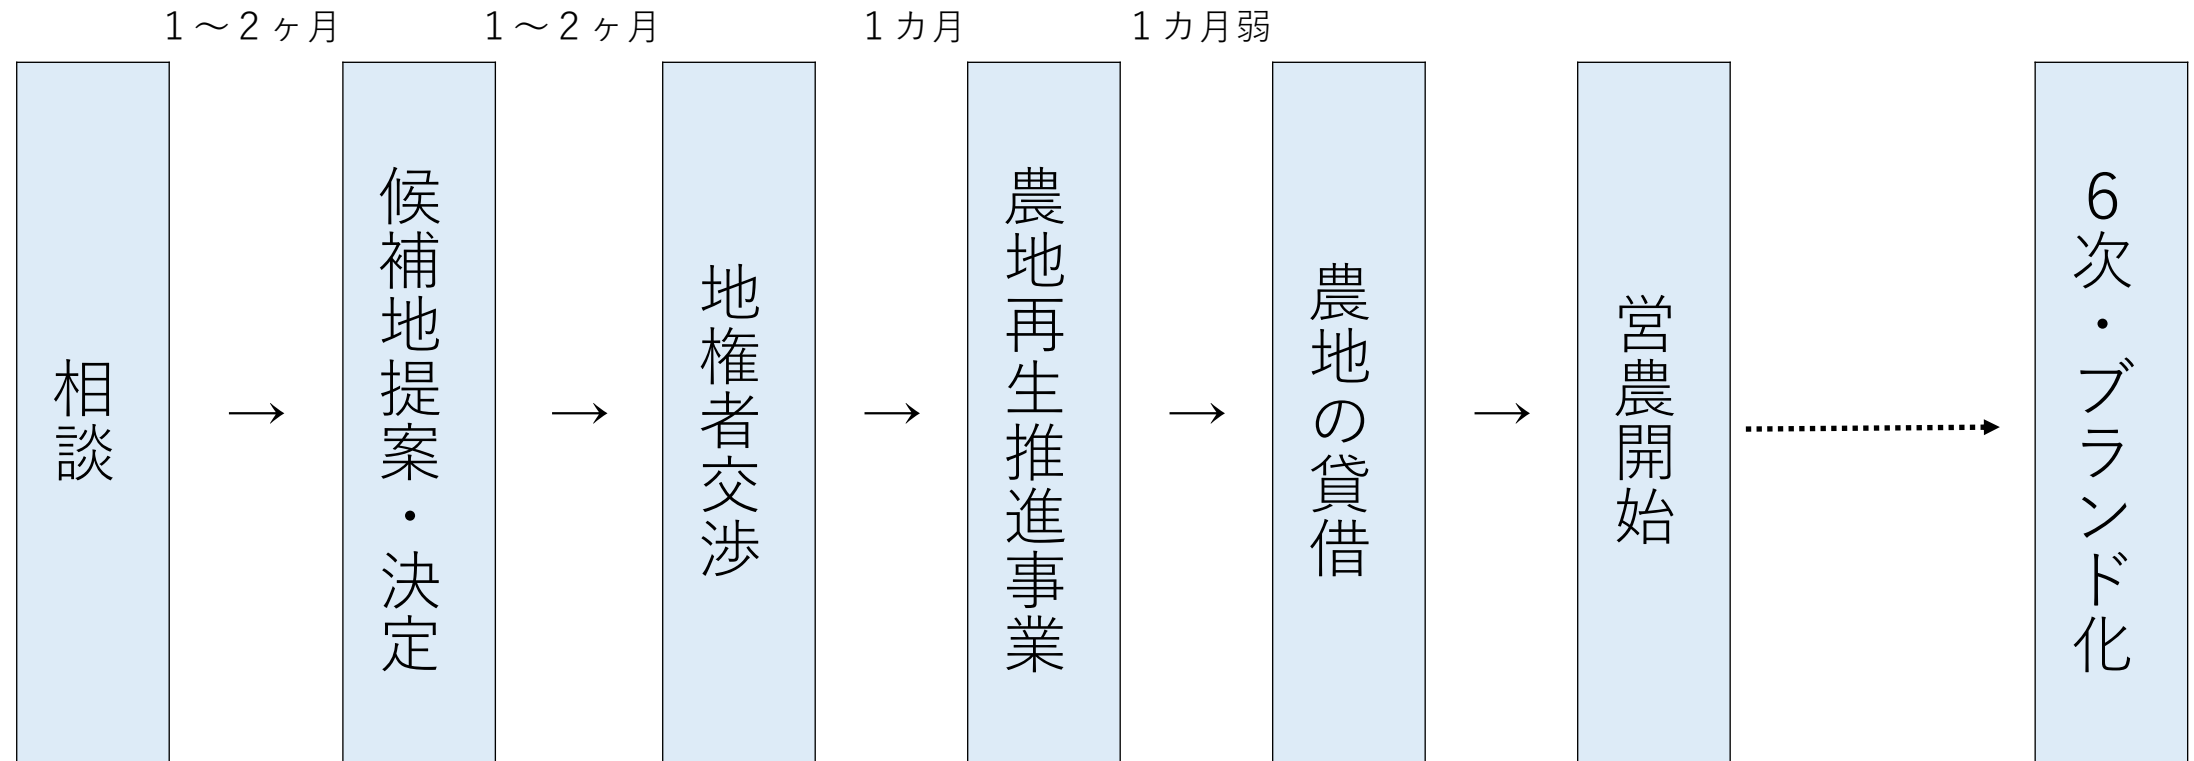 １～２ヶ月
１～２ヶ月
１カ月
１カ月弱
相談
→
候補地提案・決定
→
地権者交渉
→
農地再生推進事業
→
農地の貸借
→
営農開始
６次・ブランド化